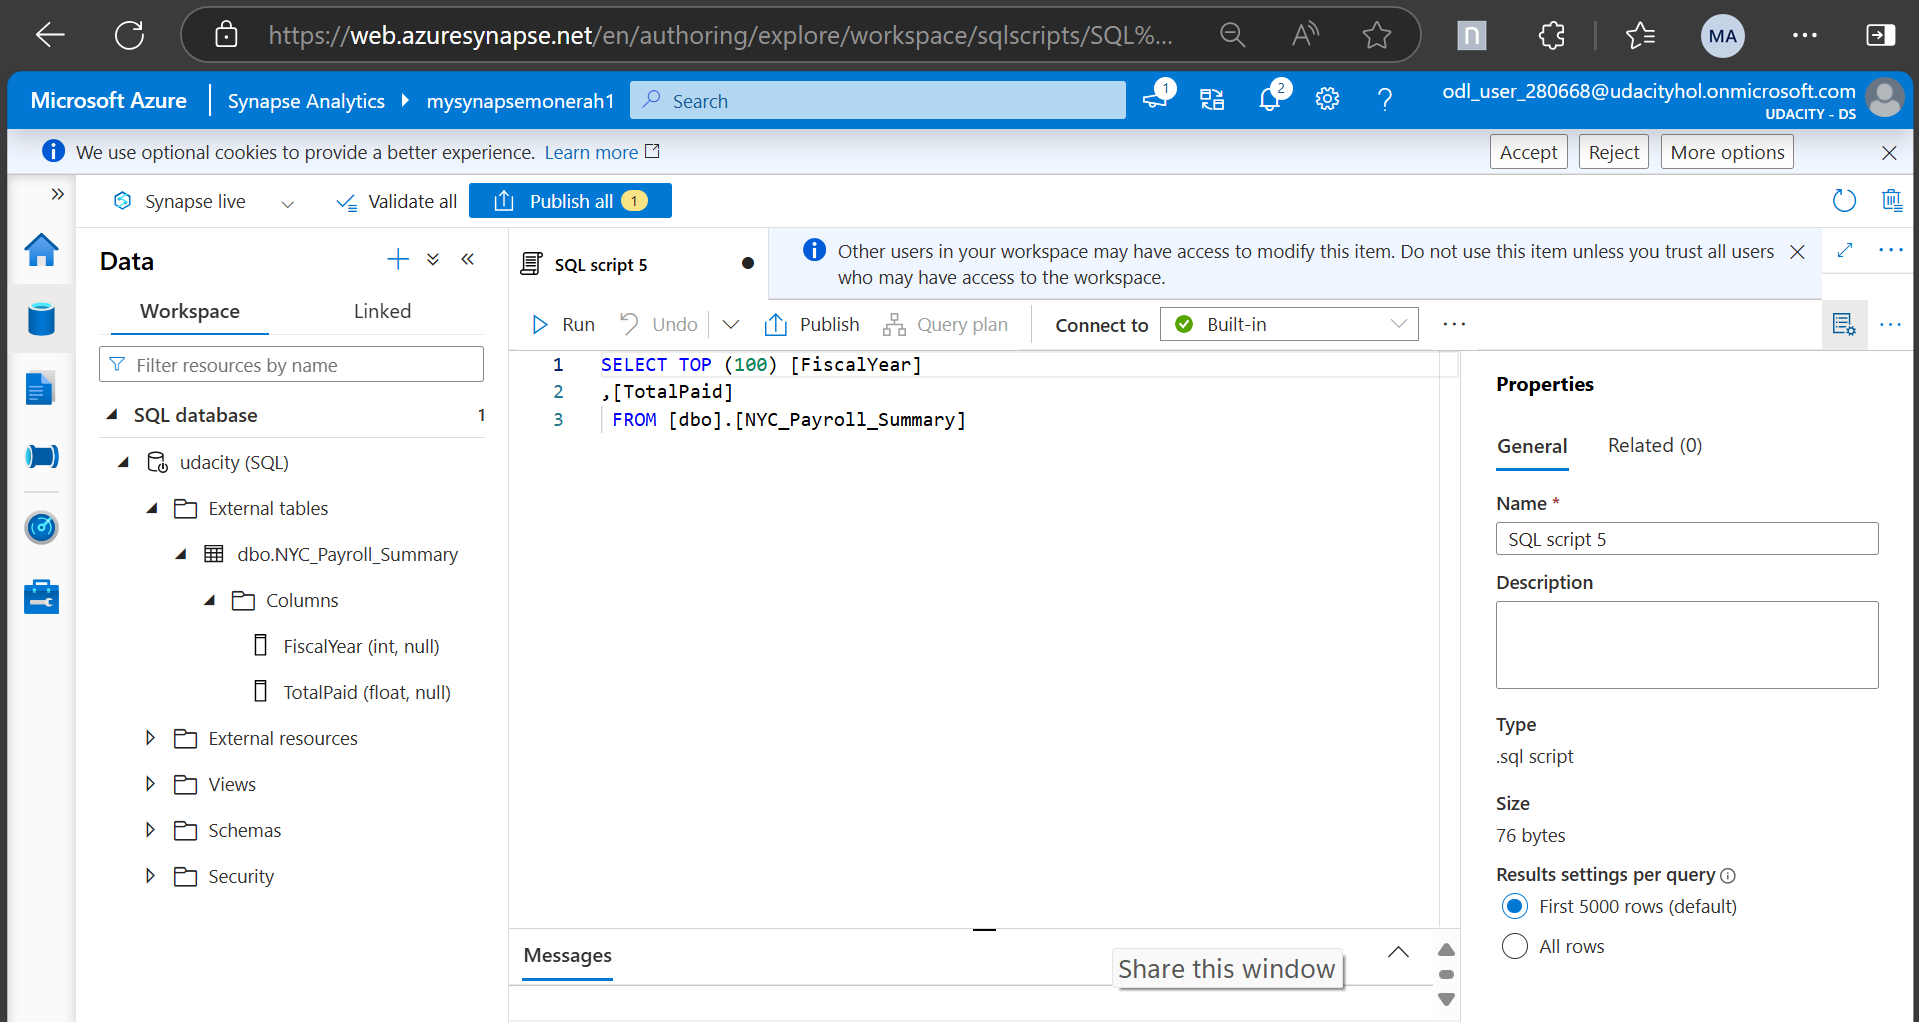 https://web.azuresynapse.net/en/authoring/explore/workspace/sqlscripts/SQL%...
A
n
MA
Microsoft Azure
Synapse Analytics
mysynapsemonerah1
Search
1
2
?
odl_user_280668@udacityhol.onmicrosoft.com
UDACITY - DS
We use optional cookies to provide a better experience. Learn more
Accept
Reject
More options
Synapse live
Validate all
Publish all 1
Data
Workspace
Linked
Filter resources by name
SQL database 1
udacity (SQL)
External tables
dbo.NYC_Payroll_Summary
Columns
FiscalYear (int, null)
TotalPaid (float, null)
External resources
Views
Schemas
Security
SQL script 5
Other users in your workspace may have access to modify this item. Do not use this item unless you trust all users
who may have access to the workspace.
Run
Undo
Publish
Query plan
Connect to
Built-in
1 SELECT TOP (100) [FiscalYear]
2 ,[TotalPaid]
3 FROM [dbo].[NYC_Payroll_Summary]
Messages
Share this window
Properties
General
Related (0)
Name *
SQL script 5
Description
Type
.sql script
Size
76 bytes
Results settings per query
First 5000 rows (default)
All rows